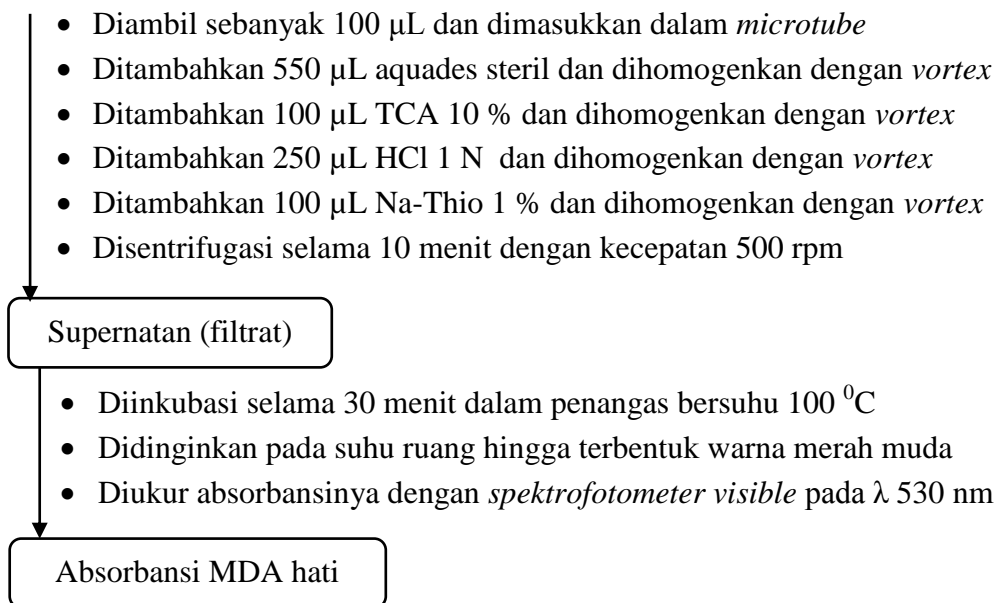 • Diambil sebanyak 100 μL dan dimasukkan dalam microtube
• Ditambahkan 550 μL aquades steril dan dihomogenkan dengan vortex
• Ditambahkan 100 μL TCA 10 % dan dihomogenkan dengan vortex
• Ditambahkan 250 μL HCl 1 N dan dihomogenkan dengan vortex
• Ditambahkan 100 μL Na-Thio 1 % dan dihomogenkan dengan vortex
• Disentrifugasi selama 10 menit dengan kecepatan 500 rpm
Supernatan (filtrat)
• Diinkubasi selama 30 menit dalam penangas bersuhu 100 ⁰C
• Didinginkan pada suhu ruang hingga terbentuk warna merah muda
• Diukur absorbansinya dengan spektrofotometer visible pada λ 530 nm
Absorbansi MDA hati